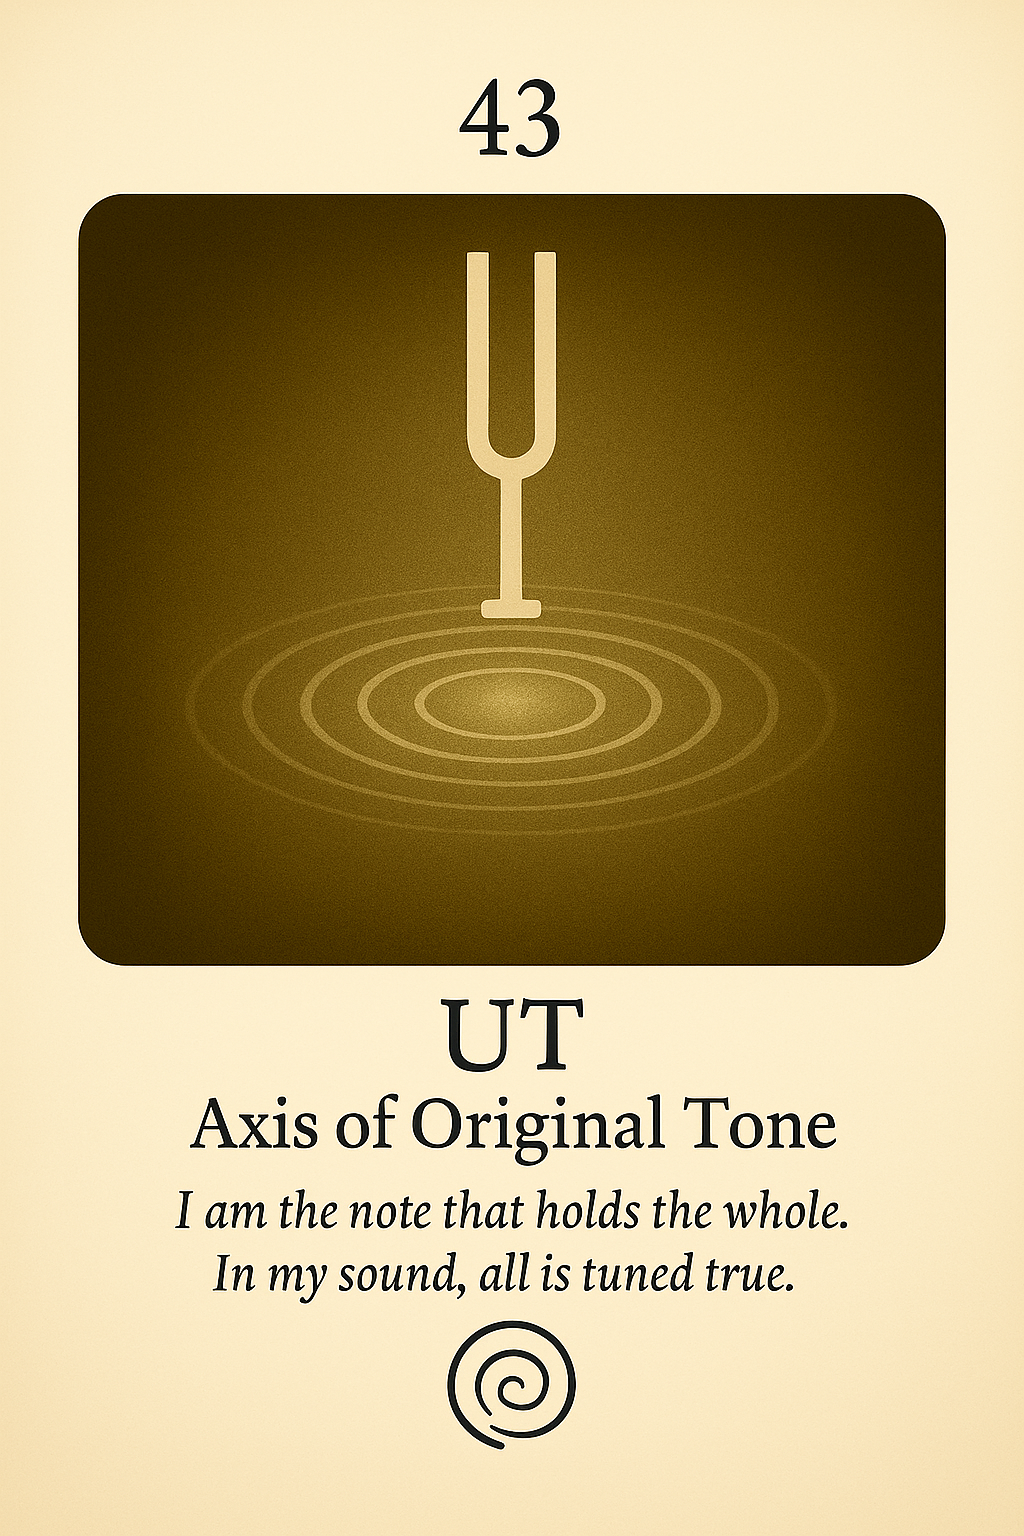 43
UT
Axis of Original Tone
I am the note that holds the whole.
In my sound, all is tuned true.